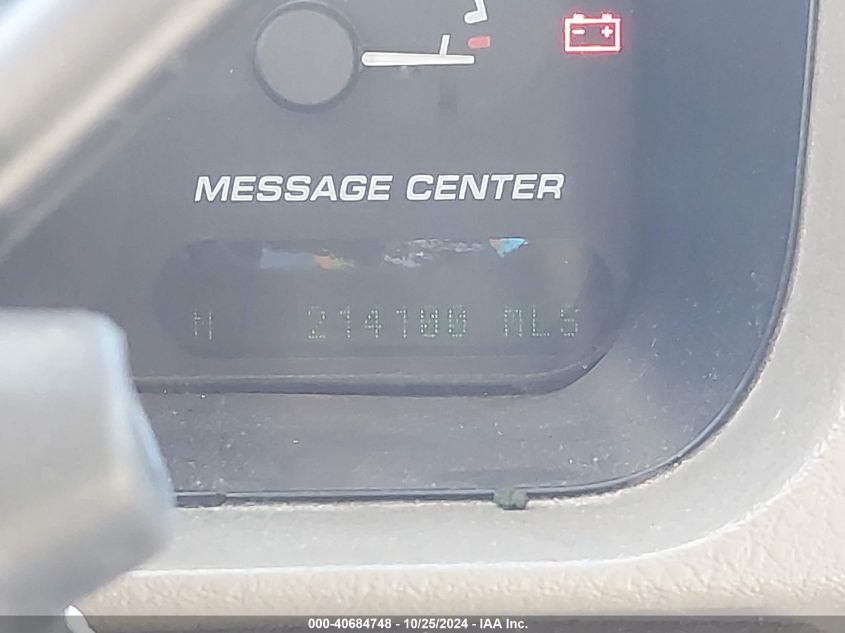 MESSAGE CENTER
N 214100 MLS
000-40684748 - 10/25/2024 - IAA Inc.